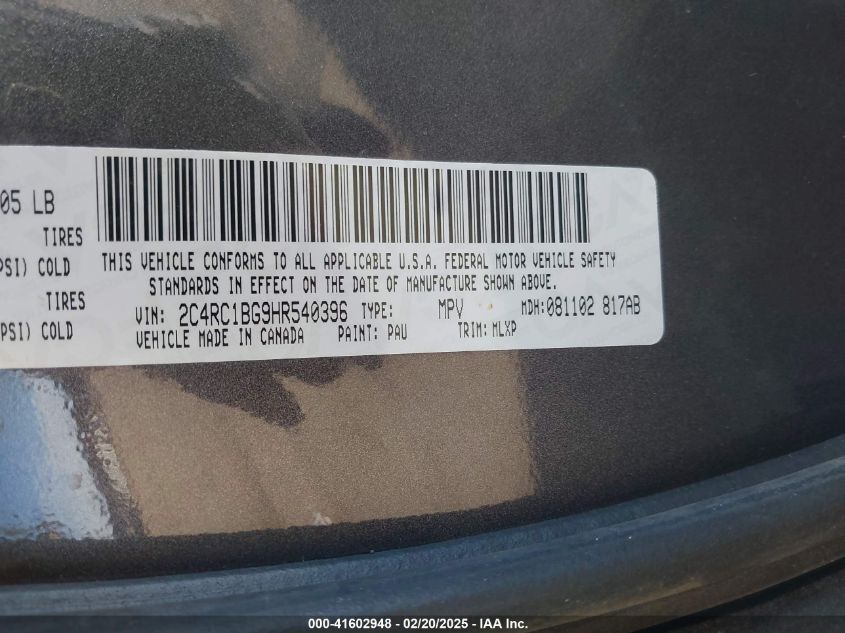 05 LB
TIRES
PSI) COLD
TIRES
PSI) COLD
THIS VEHICLE CONFORMS TO ALL APPLICABLE U.S.A. FEDERAL MOTOR VEHICLE SAFETY
STANDARDS IN EFFECT ON THE DATE OF MANUFACTURE SHOWN ABOVE.
VIN: 2C4RC1BG9HR540396 TYPE: MPV MDH:081102 817AB
VEHICLE MADE IN CANADA PAINT: PAU TRIM: MLXP
000-41602948 - 02/20/2025 - IAA Inc.